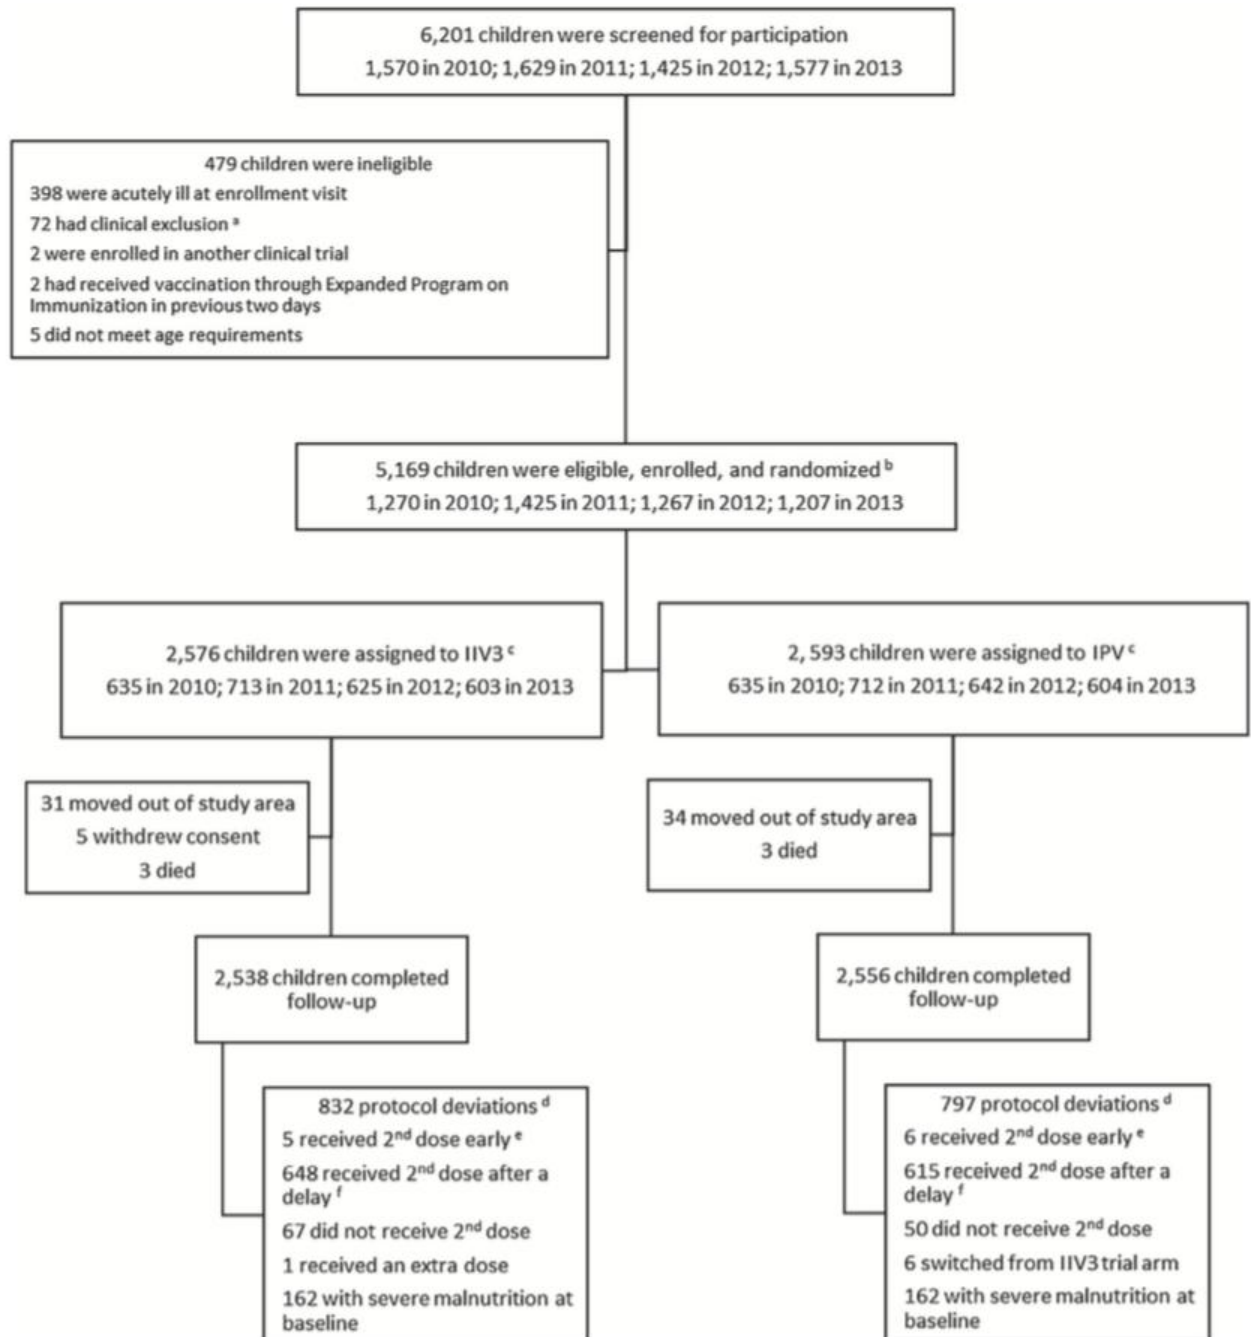 6,201 children were screened for participation
1,570 in 2010; 1,629 in 2011; 1,425 in 2012; 1,577 in 2013
479 children were ineligible
398 were acutely ill at enrollment visit
72 had clinical exclusion ᵃ
2 were enrolled in another clinical trial
2 had received vaccination through Expanded Program on
Immunization in previous two days
5 did not meet age requirements
5,169 children were eligible, enrolled, and randomized ᵇ
1,270 in 2010; 1,425 in 2011; 1,267 in 2012; 1,207 in 2013
2,576 children were assigned to IIV3 ᶜ
635 in 2010; 713 in 2011; 625 in 2012; 603 in 2013
2, 593 children were assigned to IPV ᶜ
635 in 2010; 712 in 2011; 642 in 2012; 604 in 2013
31 moved out of study area
5 withdrew consent
3 died
34 moved out of study area
3 died
2,538 children completed
follow-up
2,556 children completed
follow-up
832 protocol deviations ᵈ
5 received 2ⁿᵈ dose early ᵉ
648 received 2ⁿᵈ dose after a
delay ᶠ
67 did not receive 2ⁿᵈ dose
1 received an extra dose
162 with severe malnutrition at
baseline
797 protocol deviations ᵈ
6 received 2ⁿᵈ dose early ᵉ
615 received 2ⁿᵈ dose after a
delay ᶠ
50 did not receive 2ⁿᵈ dose
6 switched from IIV3 trial arm
162 with severe malnutrition at
baseline